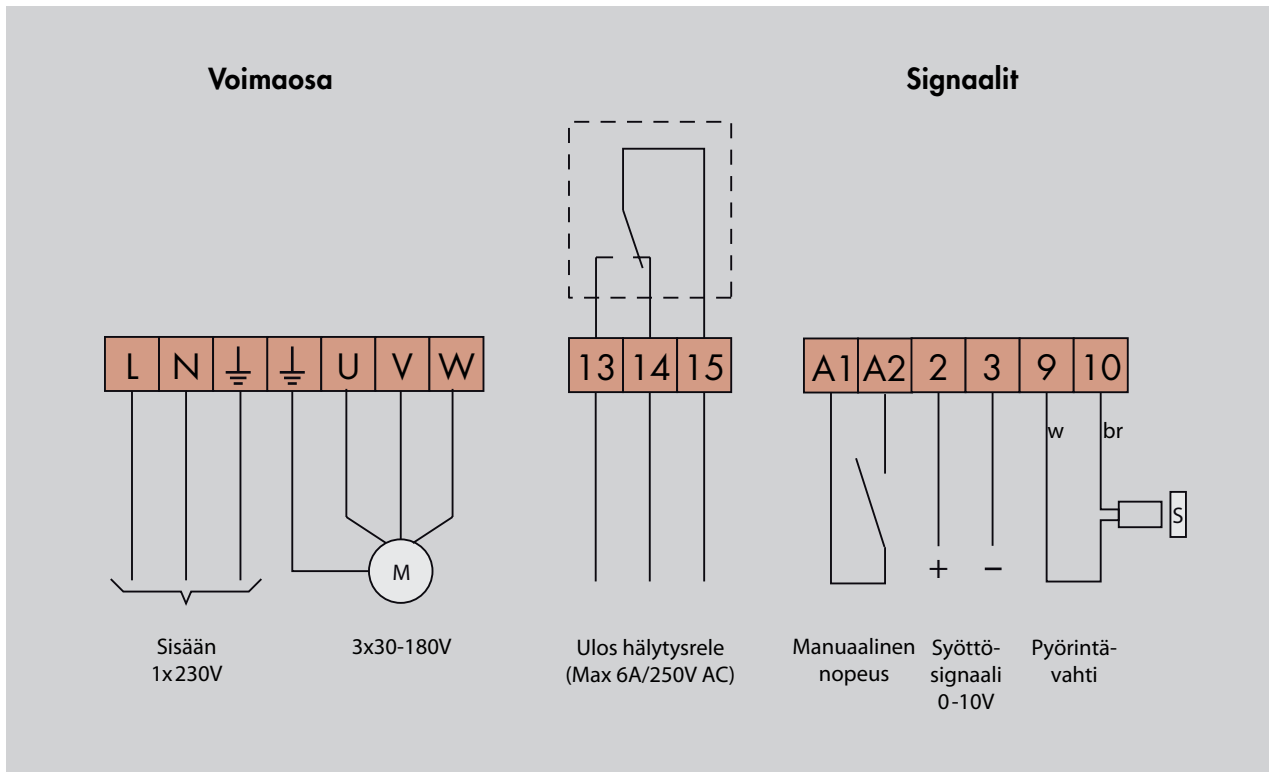 Voimaosa
Signaalit
L N U V W
13 14 15
A1 A2 2 3 9 10
w br
S
+ −
M
Sisään
1x230V
3x30-180V
Ulos hälytysrele
(Max 6A/250V AC)
Manuaalinen
nopeus
Syöttö-
signaali
0-10V
Pyörintä-
vahti